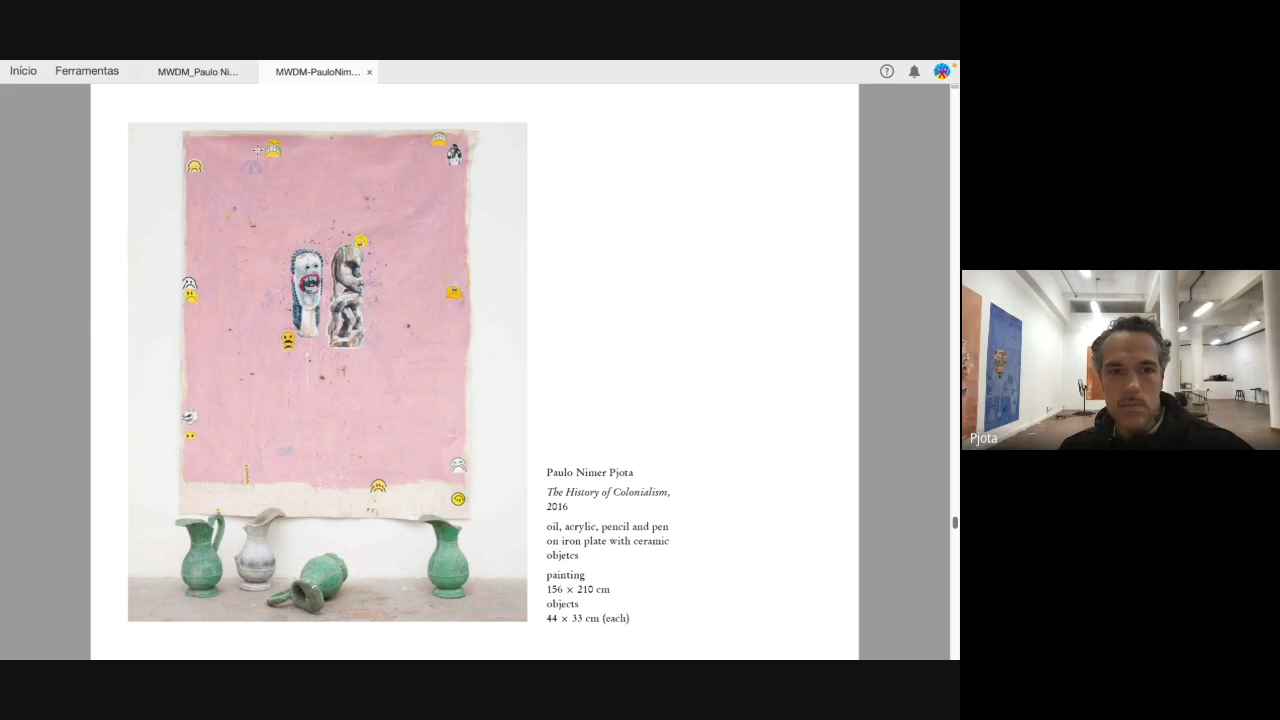 Início Ferramentas MWDM_Paulo Ni... MWDM-PauloNim... ×
Paulo Nimer Pjota
The History of Colonialism,
2016
oil, acrylic, pencil and pen
on iron plate with ceramic
objetcs
painting
156 × 210 cm
objects
44 × 33 cm (each)
Pjota